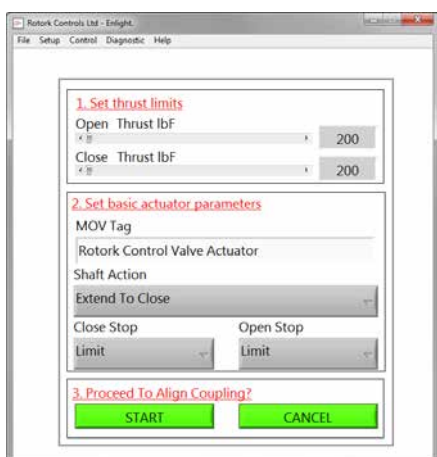 Rotork Controls Ltd - Enlight.
File Setup Control Diagnostic Help
1. Set thrust limits
Open Thrust lbF
200
Close Thrust lbF
200
2. Set basic actuator parameters
MOV Tag
Rotork Control Valve Actuator
Shaft Action
Extend To Close
Close Stop Open Stop
Limit Limit
3. Proceed To Align Coupling?
START CANCEL